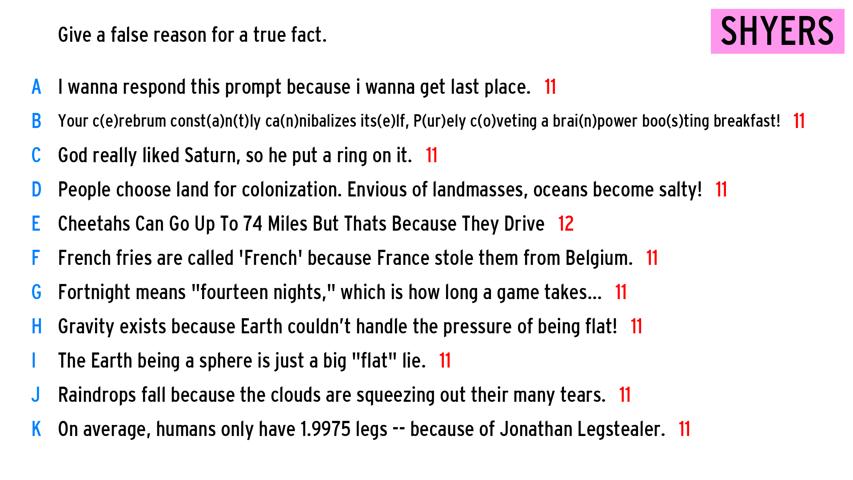 Give a false reason for a true fact.
SHYERS
A I wanna respond this prompt because i wanna get last place. 11
B Your c(e)rebrum const(a)n(t)ly ca(n)nibalizes its(e)lf, P(ur)ely c(o)veting a brai(n)power boo(s)ting breakfast! 11
C God really liked Saturn, so he put a ring on it. 11
D People choose land for colonization. Envious of landmasses, oceans become salty! 11
E Cheetahs Can Go Up To 74 Miles But Thats Because They Drive 12
F French fries are called 'French' because France stole them from Belgium. 11
G Fortnight means "fourteen nights," which is how long a game takes... 11
H Gravity exists because Earth couldn't handle the pressure of being flat! 11
I The Earth being a sphere is just a big "flat" lie. 11
J Raindrops fall because the clouds are squeezing out their many tears. 11
K On average, humans only have 1.9975 legs -- because of Jonathan Legstealer. 11